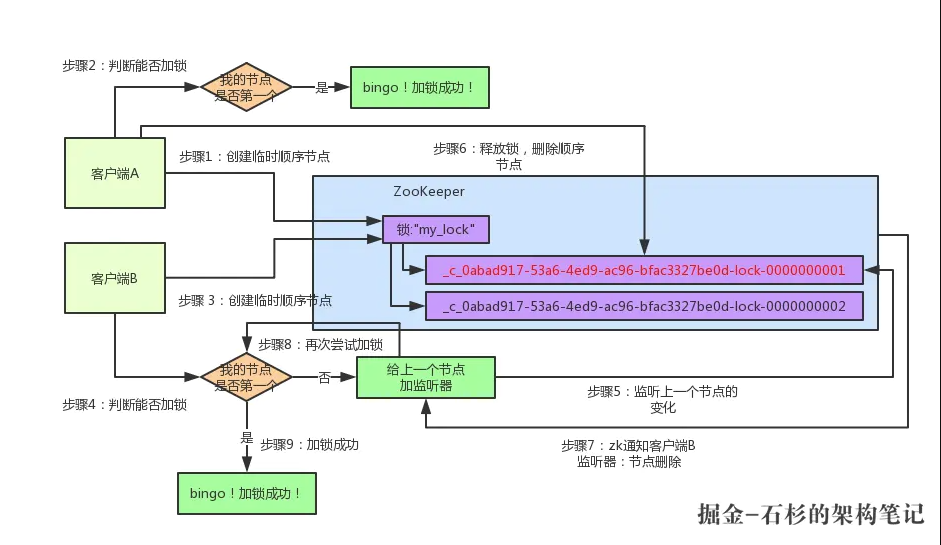 步骤2：判断能否加锁
我的节点
是否第一个
是
bingo！加锁成功！
步骤1：创建临时顺序节点
步骤6：释放锁，删除顺序
节点
客户端A
ZooKeeper
锁:"my_lock"
客户端B
_c_0abad917-53a6-4ed9-ac96-bfac3327be0d-lock-0000000001
步骤 3：创建临时顺序节点
_c_0abad917-53a6-4ed9-ac96-bfac3327be0d-lock-0000000002
步骤8：再次尝试加锁
我的节点
是否第一个
否
给上一个节点
加监听器
步骤4：判断能否加锁
步骤5：监听上一个节点的
变化
是
步骤9：加锁成功
步骤7：zk通知客户端B
监听器：节点删除
bingo！加锁成功！
掘金-石杉的架构笔记